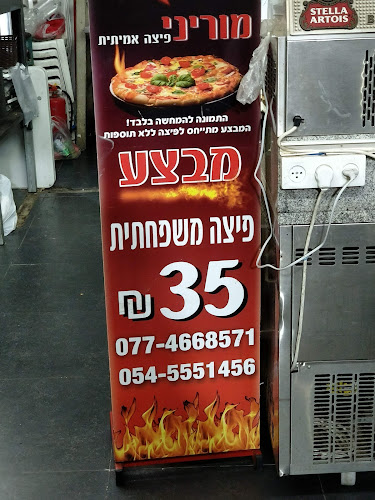 מוריני
פיצה אמיתית
התמונה להמחשה בלבד!
המבצע מתייחס לפיצה ללא תוספות
מבצע
פיצה משפחתית
35 ₪
077-4668571
054-5551456
STELLA
ARTOIS